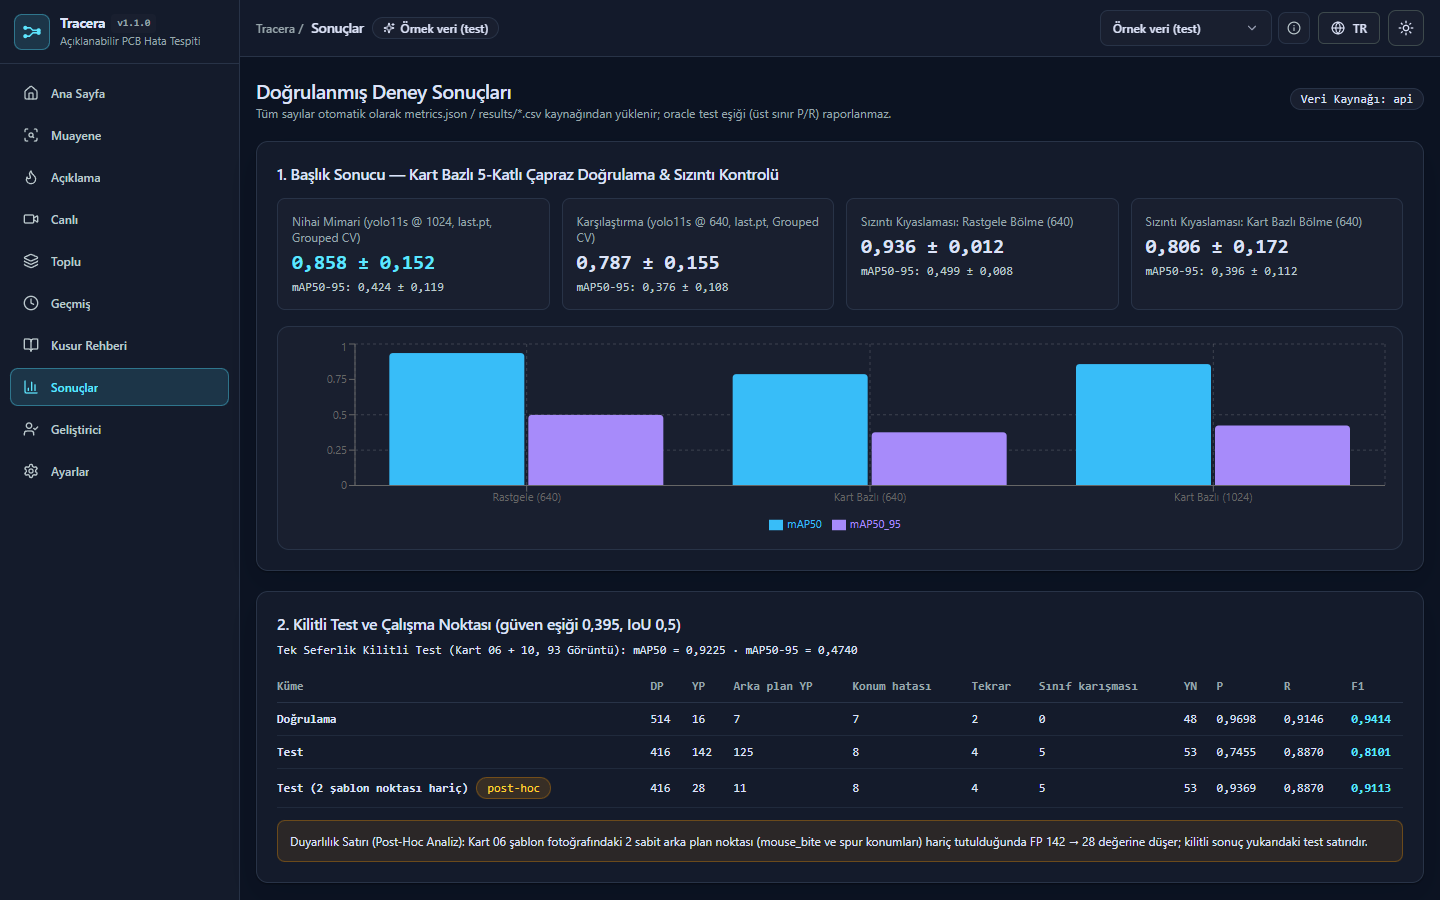 Tracera v1.1.0
Açıklanabilir PCB Hata Tespiti
Ana Sayfa
Muayene
Açıklama
Canlı
Toplu
Geçmiş
Kusur Rehberi
Sonuçlar
Geliştirici
Ayarlar
Tracera / Sonuçlar Örnek veri (test)
Örnek veri (test) TR
Doğrulanmış Deney Sonuçları
Tüm sayılar otomatik olarak metrics.json / results/*.csv kaynağından yüklenir; oracle test eşiği (üst sınır P/R) raporlanmaz.
Veri Kaynağı: api
1. Başlık Sonucu — Kart Bazlı 5-Katlı Çapraz Doğrulama & Sızıntı Kontrolü
Nihai Mimari (yolo11s @ 1024, last.pt,
Grouped CV)
0,858 ± 0,152
mAP50-95: 0,424 ± 0,119
Karşılaştırma (yolo11s @ 640, last.pt, Grouped
CV)
0,787 ± 0,155
mAP50-95: 0,376 ± 0,108
Sızıntı Kıyaslaması: Rastgele Bölme (640)
0,936 ± 0,012
mAP50-95: 0,499 ± 0,008
Sızıntı Kıyaslaması: Kart Bazlı Bölme (640)
0,806 ± 0,172
mAP50-95: 0,396 ± 0,112
1
0.75
0.5
0.25
0
Rastgele (640) Kart Bazlı (640) Kart Bazlı (1024)
mAP50 mAP50_95
2. Kilitli Test ve Çalışma Noktası (güven eşiği 0,395, IoU 0,5)
Tek Seferlik Kilitli Test (Kart 06 + 10, 93 Görüntü): mAP50 = 0,9225 · mAP50-95 = 0,4740
Küme DP YP Arka plan YP Konum hatası Tekrar Sınıf karışması YN P R F1
Doğrulama 514 16 7 7 2 0 48 0,9698 0,9146 0,9414
Test 416 142 125 8 4 5 53 0,7455 0,8870 0,8101
Test (2 şablon noktası hariç) post-hoc 416 28 11 8 4 5 53 0,9369 0,8870 0,9113
Duyarlılık Satırı (Post-Hoc Analiz): Kart 06 şablon fotoğrafındaki 2 sabit arka plan noktası (mouse_bite ve spur konumları) hariç tutulduğunda FP 142 → 28 değerine düşer; kilitli sonuç yukarıdaki test satırıdır.